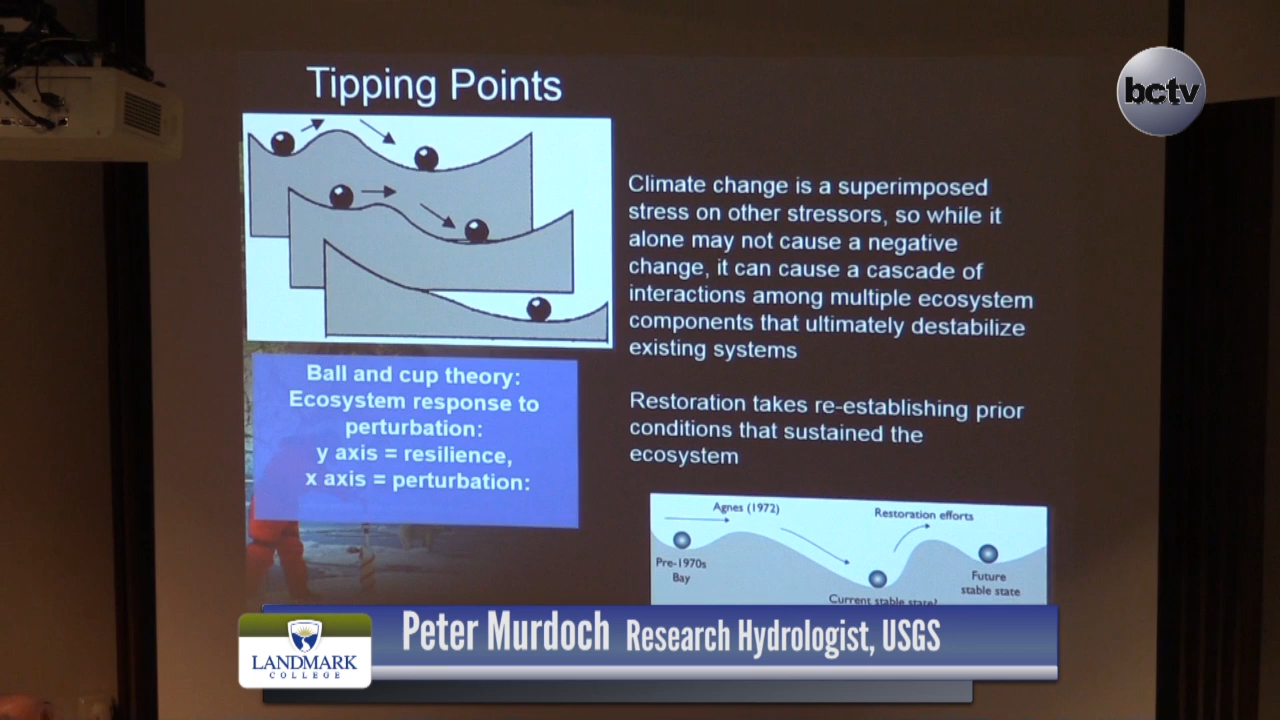 bctv
Tipping Points
Climate change is a superimposed
stress on other stressors, so while it
alone may not cause a negative
change, it can cause a cascade of
interactions among multiple ecosystem
components that ultimately destabilize
existing systems
Ball and cup theory:
Ecosystem response to
perturbation:
y axis = resilience,
x axis = perturbation:
Restoration takes re-establishing prior
conditions that sustained the
ecosystem
Agnes (1972)
Restoration efforts
Pre-1970s
Bay
Future
stable state
Current stable state?
Peter Murdoch Research Hydrologist, USGS
LANDMARK
COLLEGE